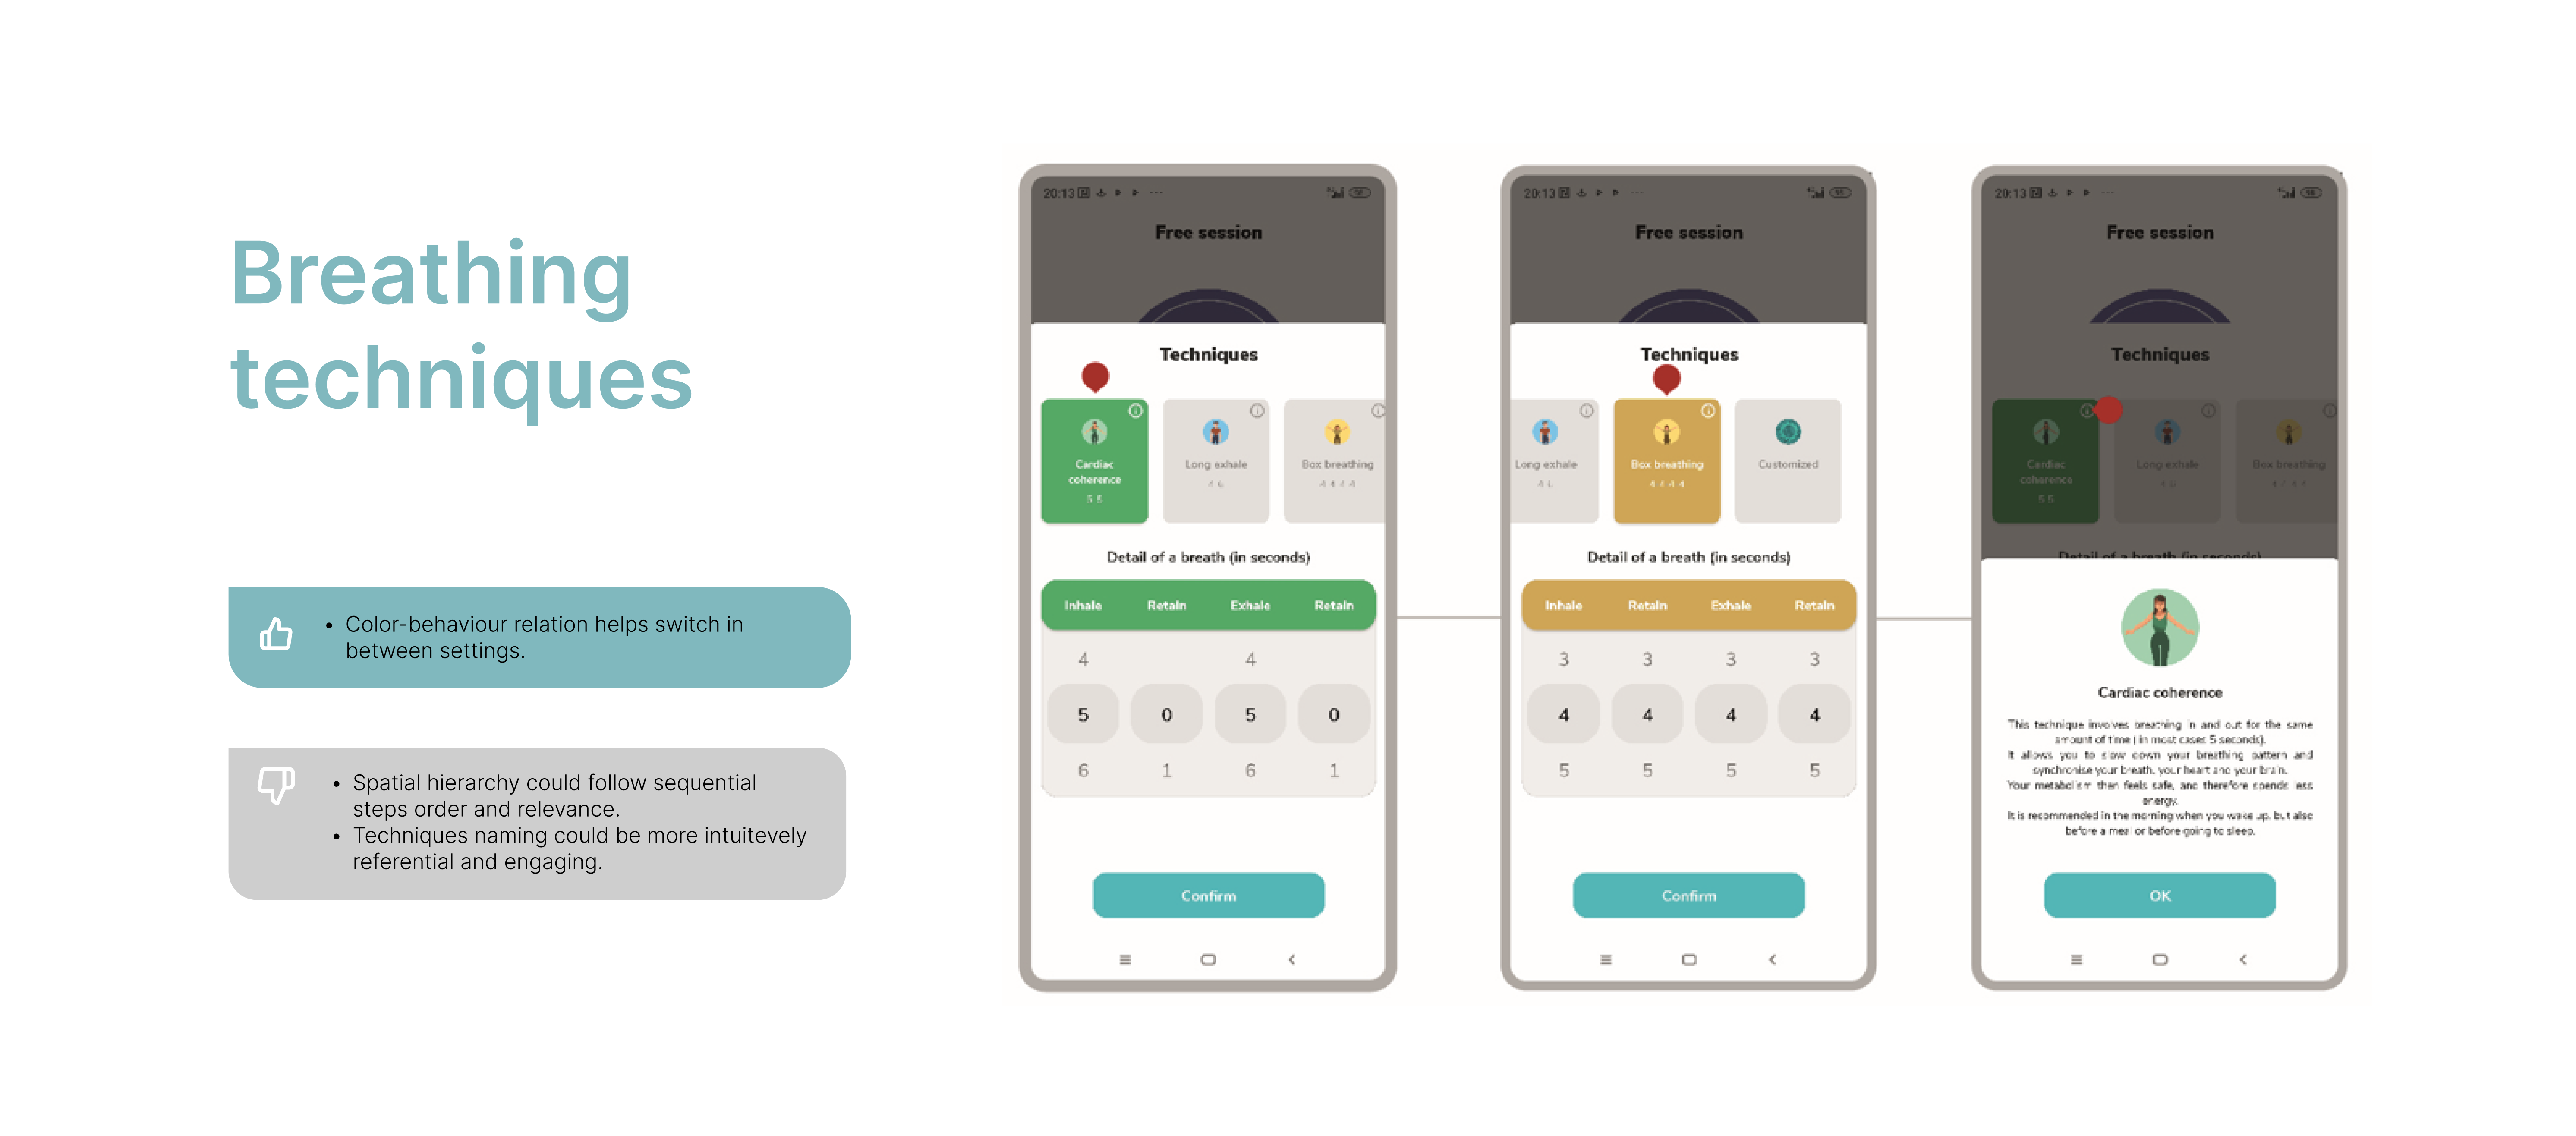 Breathing
techniques
• Color-behaviour relation helps switch in
between settings.
• Spatial hierarchy could follow sequential
steps order and relevance.
• Techniques naming could be more intuitevely
referential and engaging.
20:13
Free session
Techniques
Cardiac
coherence
5 5
Long exhale
4 6
Box breathing
4 4 4 4
Detail of a breath (in seconds)
Inhale Retain Exhale Retain
4 4
5 0 5 0
6 1 6 1
Confirm
20:13
Free session
Techniques
Long exhale
4 6
Box breathing
4 4 4 4
Customized
Detail of a breath (in seconds)
Inhale Retain Exhale Retain
3 3 3 3
4 4 4 4
5 5 5 5
Confirm
20:13
Free session
Techniques
Cardiac
coherence
5 5
Long exhale
4 6
Box breathing
4 4 4 4
Detail of a breath (in seconds)
Cardiac coherence
This technique involves breathing in and out for the same
amount of time ( in most cases 5 seconds).
It allows you to slow down your breathing pattern and
synchronise your breath, your heart and your brain.
Your metabolism then feels safe, and therefore spends less
energy.
It is recommended in the morning when you wake up, but also
before a meal or before going to sleep.
OK